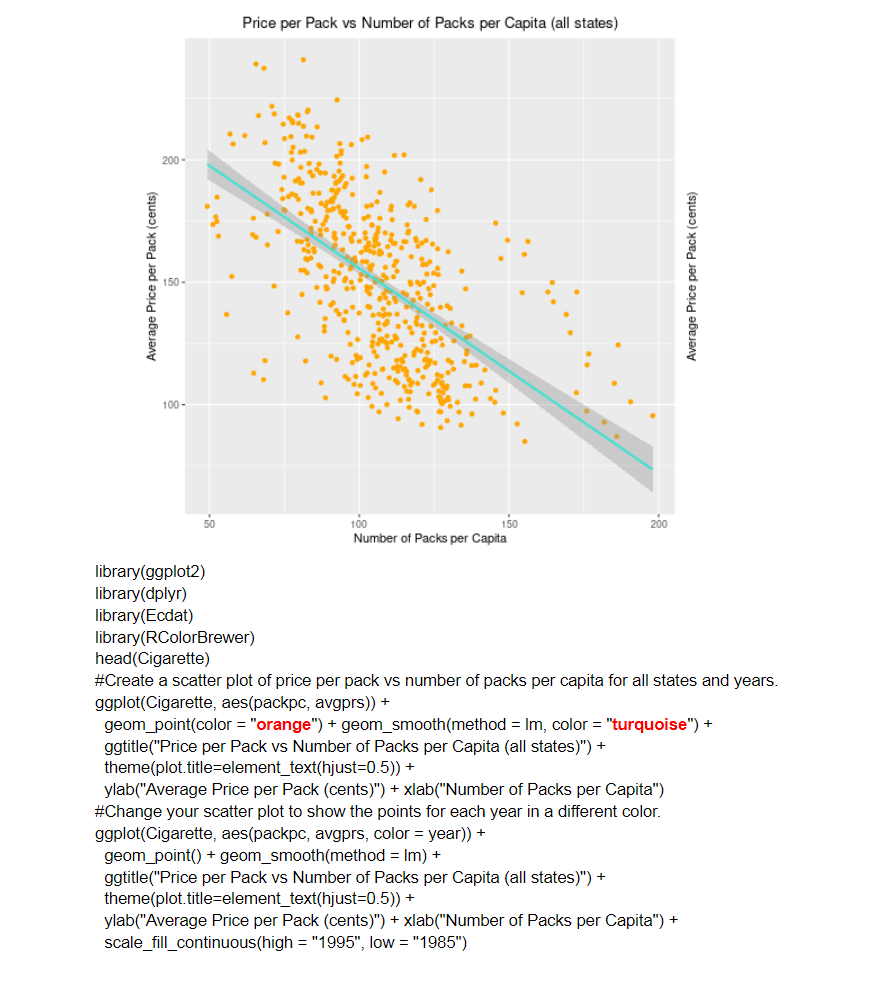 Price per Pack vs Number of Packs per Capita (all states)
Average Price per Pack (cents)
200
150
100
Average Price per Pack (cents)
50
100
150
200
Number of Packs per Capita
library(ggplot2)
library(dplyr)
library(Ecdat)
library(RColorBrewer)
head(Cigarette)
#Create a scatter plot of price per pack vs number of packs per capita for all states and years.
ggplot(Cigarette, aes(packpc, avgprs)) +
geom_point(color = "orange") + geom_smooth(method = lm, color = "turquoise") +
ggtitle("Price per Pack vs Number of Packs per Capita (all states)") +
theme(plot.title=element_text(hjust=0.5)) +
ylab("Average Price per Pack (cents)") + xlab("Number of Packs per Capita")
#Change your scatter plot to show the points for each year in a different color.
ggplot(Cigarette, aes(packpc, avgprs, color = year)) +
geom_point() + geom_smooth(method = lm) +
ggtitle("Price per Pack vs Number of Packs per Capita (all states)") +
theme(plot.title=element_text(hjust=0.5)) +
ylab("Average Price per Pack (cents)") + xlab("Number of Packs per Capita") +
scale_fill_continuous(high = "1995", low = "1985")